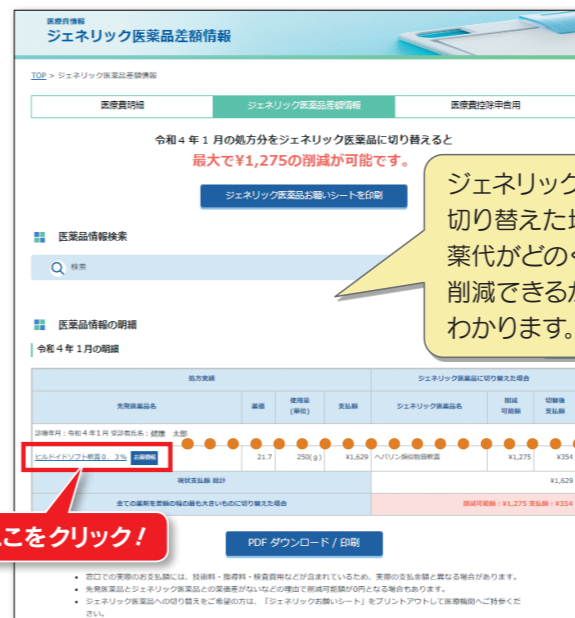 医療費情報
ジェネリック医薬品差額情報
TOP > ジェネリック医薬品差額情報
医療費明細
ジェネリック医薬品差額情報
医療費控除申告用
令和4年1月の処方分をジェネリック医薬品に切り替えると
最大で¥1,275の削減が可能です。
ジェネリック医薬品お願いシートを印刷
ジェネリック
切り替えた
薬代がどの
削減できる
わかります。
医薬品情報検索
検索
医薬品情報の明細
令和4年1月の明細
処方実績
ジェネリック医薬品に切り替えた場合
先発医薬品名
薬価
使用量
(単位)
支払額
ジェネリック医薬品名
削減
可能額
切替後
支払額
診療年月:令和4年1月 受診者氏名:健康 太郎
ヒルドイドソフト軟膏0.3% お薬情報 21.7 250(g) ¥1,629 ヘパリン類似物質軟膏 ¥1,275 ¥354
現状支払額 総計 ¥1,629
全ての薬剤を差額の幅の最も大きいものに切り替えた場合 削減可能額:¥1,275 支払額:¥354
こをクリック!
PDF ダウンロード / 印刷
• 窓口での実際のお支払額には、技術料・指導料・検査費用などが含まれているため、実際の支払金額と異なる場合があります。
• 先発医薬品とジェネリック医薬品との薬価差がないなどの理由で削減可能額が0円となる場合もあります。
• ジェネリック医薬品への切り替えをご希望の方は、「ジェネリックお願いシート」をプリントアウトして医療機関へご持参くだ
さい。